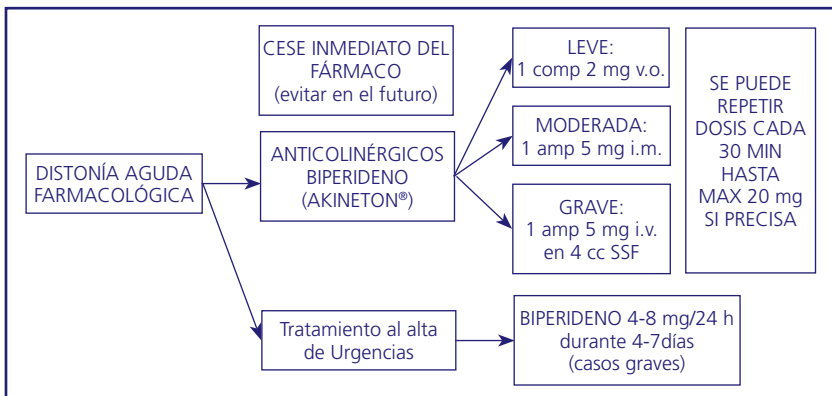 DISTONÍA AGUDA
FARMACOLÓGICA
CESE INMEDIATO DEL
FÁRMACO
(evitar en el futuro)
ANTICOLINÉRGICOS
BIPERIDENO
(AKINETON®)
LEVE:
1 comp 2 mg v.o.
MODERADA:
1 amp 5 mg i.m.
GRAVE:
1 amp 5 mg i.v.
en 4 cc SSF
SE PUEDE
REPETIR
DOSIS CADA
30 MIN
HASTA
MAX 20 mg
SI PRECISA
Tratamiento al alta
de Urgencias
BIPERIDENO 4-8 mg/24 h
durante 4-7días
(casos graves)